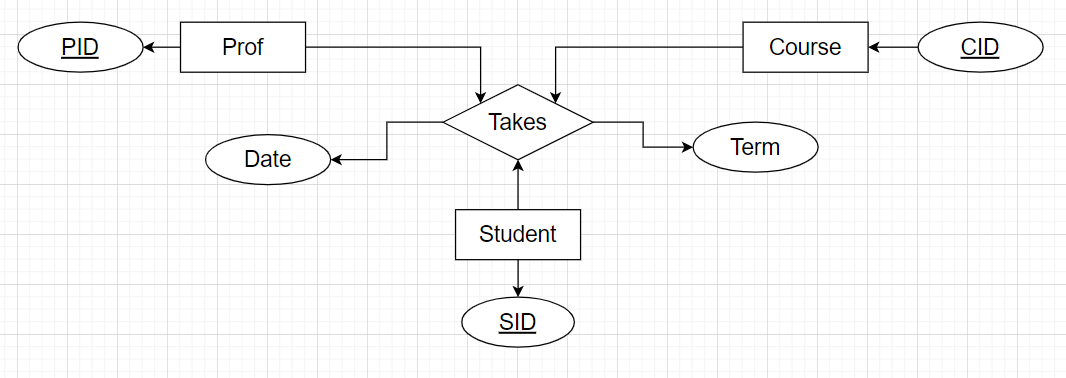 PID
Prof
Course
CID
Takes
Date
Term
Student
SID